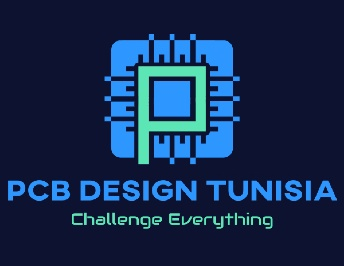 P
PCB DESIGN TUNISIA
Challenge Everything